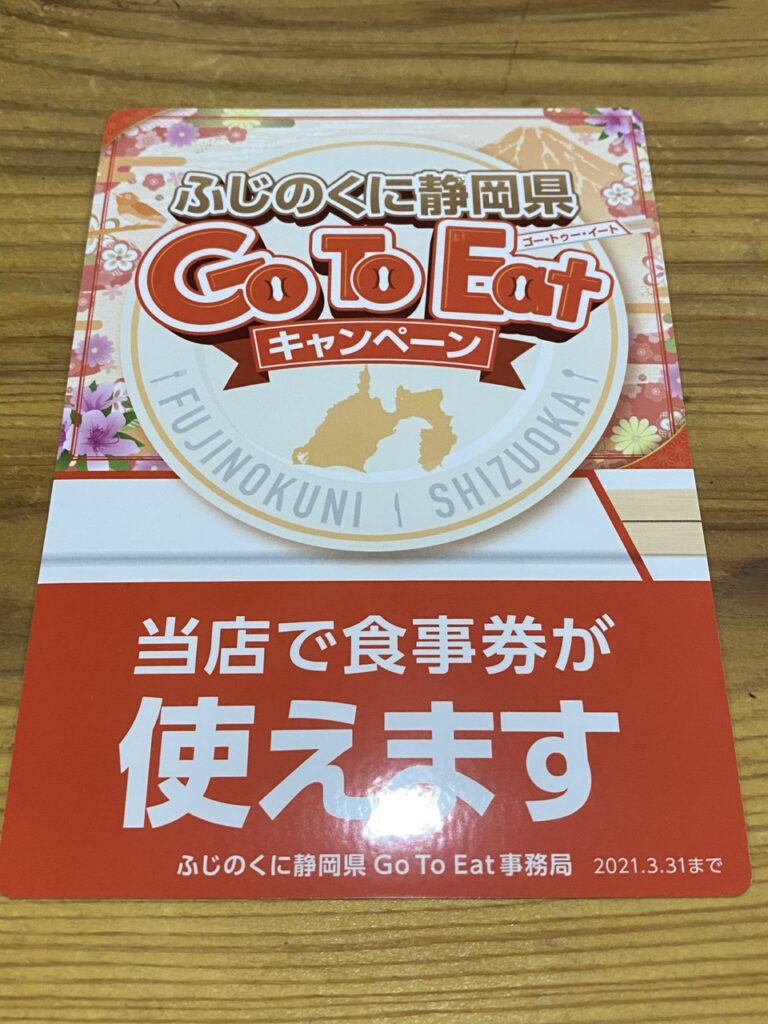 ふじのくに静岡県
Go To Eat
ゴー・トゥー・イート
キャンペーン
FUJINOKUNI SHIZUOKA
当店で食事券が
使えます
ふじのくに静岡県 Go To Eat 事務局 2021.3.31まで